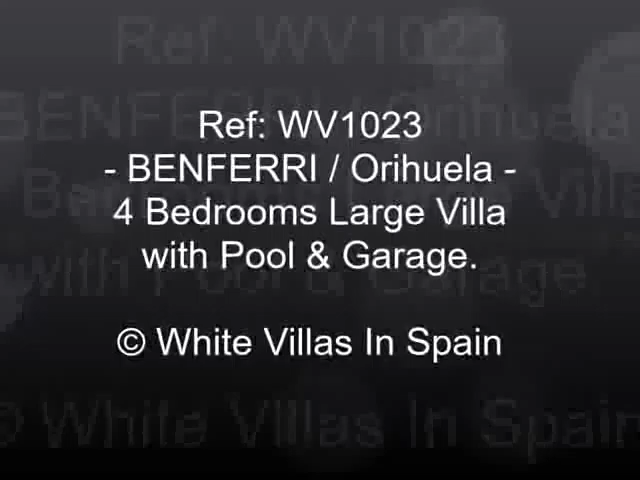 Ref: WV1023
- BENFERRI / Orihuela -
4 Bedrooms Large Villa
with Pool & Garage.
© White Villas In Spain